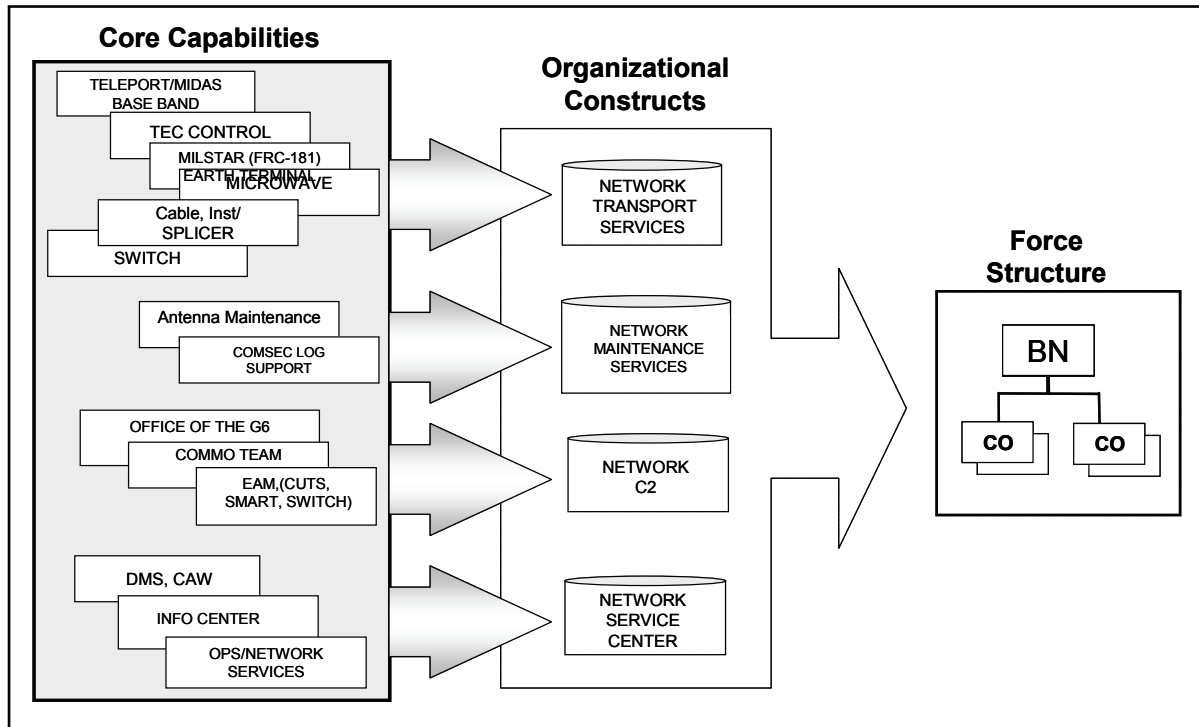 Core Capabilities
TELEPORT/MIDAS
BASE BAND
TEC CONTROL
MILSTAR (FRC-181)
EARTH TERMINAL
MICROWAVE
Cable, Inst/
SPLICER
SWITCH
Antenna Maintenance
COMSEC LOG
SUPPORT
OFFICE OF THE G6
COMMO TEAM
EAM,(CUTS,
SMART, SWITCH)
DMS, CAW
INFO CENTER
OPS/NETWORK
SERVICES
Organizational
Constructs
NETWORK
TRANSPORT
SERVICES
NETWORK
MAINTENANCE
SERVICES
NETWORK
C2
NETWORK
SERVICE
CENTER
Force
Structure
BN
CO
CO